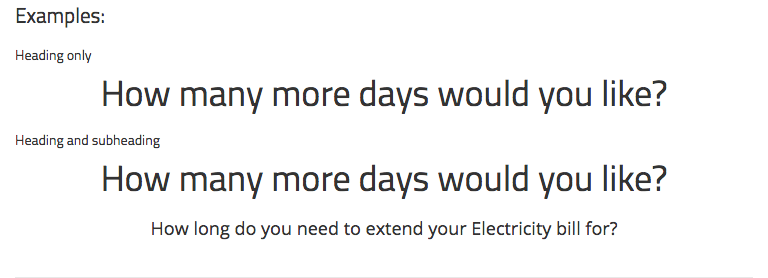 Examples:
Heading only
How many more days would you like?
Heading and subheading
How many more days would you like?
How long do you need to extend your Electricity bill for?